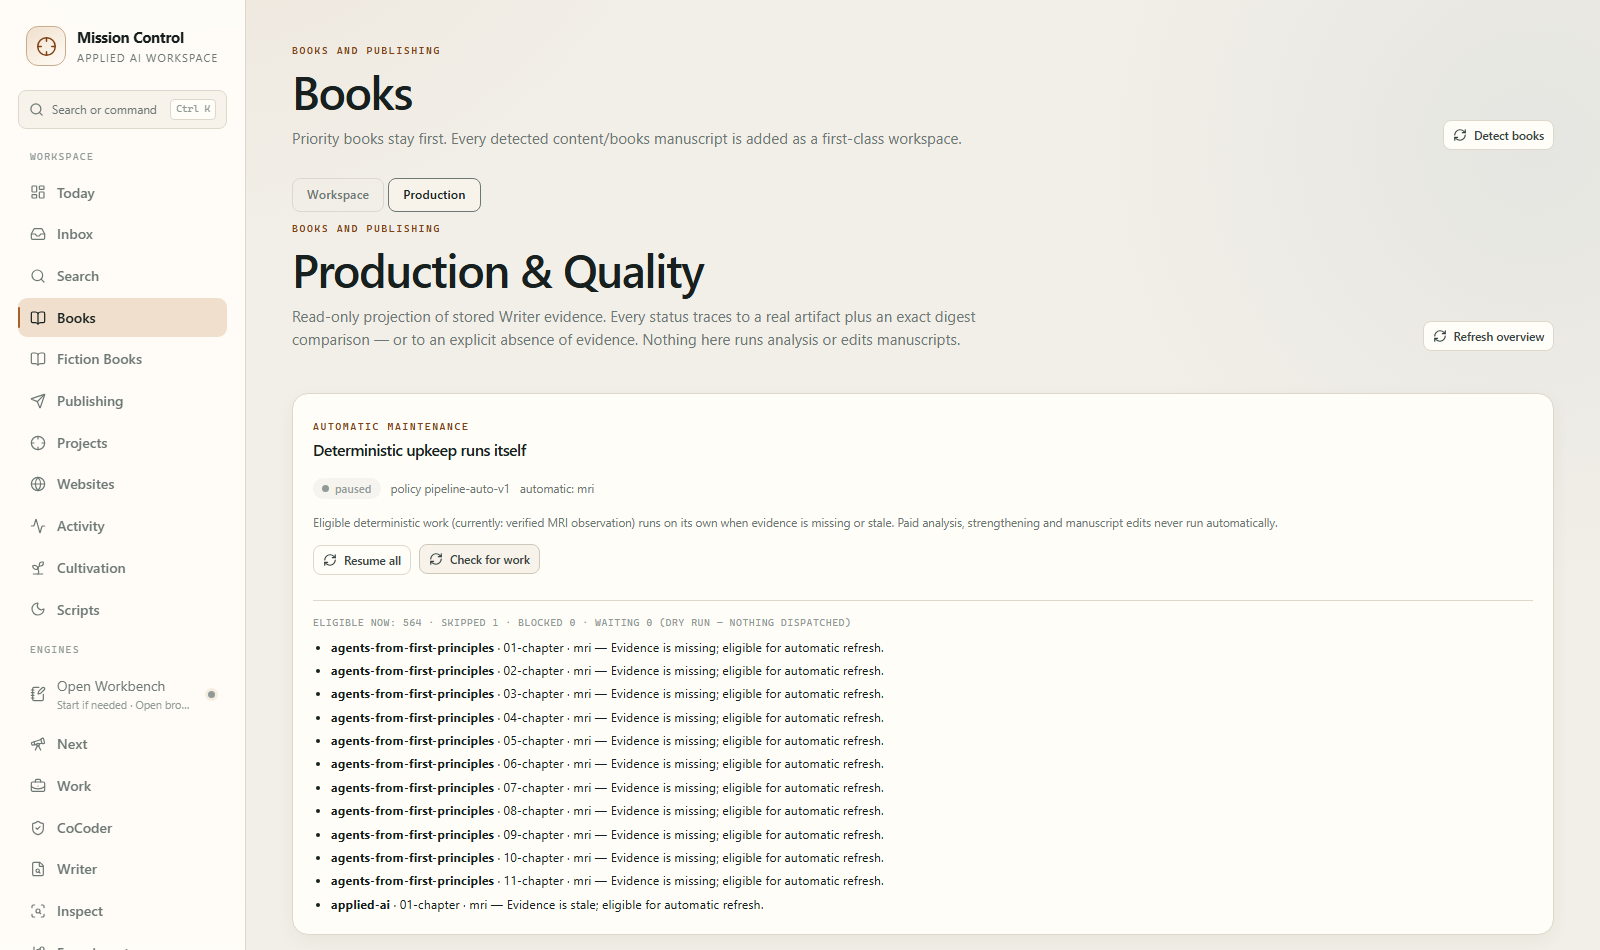 Mission Control
APPLIED AI WORKSPACE
Search or command
Ctrl K
WORKSPACE
Today
Inbox
Search
Books
Fiction Books
Publishing
Projects
Websites
Activity
Cultivation
Scripts
ENGINES
Open Workbench
Start if needed · Open bro...
Next
Work
CoCoder
Writer
Inspect
BOOKS AND PUBLISHING
Books
Priority books stay first. Every detected content/books manuscript is added as a first-class workspace.
Detect books
Workspace
Production
BOOKS AND PUBLISHING
Production & Quality
Read-only projection of stored Writer evidence. Every status traces to a real artifact plus an exact digest
comparison — or to an explicit absence of evidence. Nothing here runs analysis or edits manuscripts.
Refresh overview
AUTOMATIC MAINTENANCE
Deterministic upkeep runs itself
paused policy pipeline-auto-v1 automatic: mri
Eligible deterministic work (currently: verified MRI observation) runs on its own when evidence is missing or stale. Paid analysis, strengthening and manuscript edits never run automatically.
Resume all
Check for work
ELIGIBLE NOW: 564 · SKIPPED 1 · BLOCKED 0 · WAITING 0 (DRY RUN — NOTHING DISPATCHED)
• agents-from-first-principles · 01-chapter · mri — Evidence is missing; eligible for automatic refresh.
• agents-from-first-principles · 02-chapter · mri — Evidence is missing; eligible for automatic refresh.
• agents-from-first-principles · 03-chapter · mri — Evidence is missing; eligible for automatic refresh.
• agents-from-first-principles · 04-chapter · mri — Evidence is missing; eligible for automatic refresh.
• agents-from-first-principles · 05-chapter · mri — Evidence is missing; eligible for automatic refresh.
• agents-from-first-principles · 06-chapter · mri — Evidence is missing; eligible for automatic refresh.
• agents-from-first-principles · 07-chapter · mri — Evidence is missing; eligible for automatic refresh.
• agents-from-first-principles · 08-chapter · mri — Evidence is missing; eligible for automatic refresh.
• agents-from-first-principles · 09-chapter · mri — Evidence is missing; eligible for automatic refresh.
• agents-from-first-principles · 10-chapter · mri — Evidence is missing; eligible for automatic refresh.
• agents-from-first-principles · 11-chapter · mri — Evidence is missing; eligible for automatic refresh.
• applied-ai · 01-chapter · mri — Evidence is stale; eligible for automatic refresh.